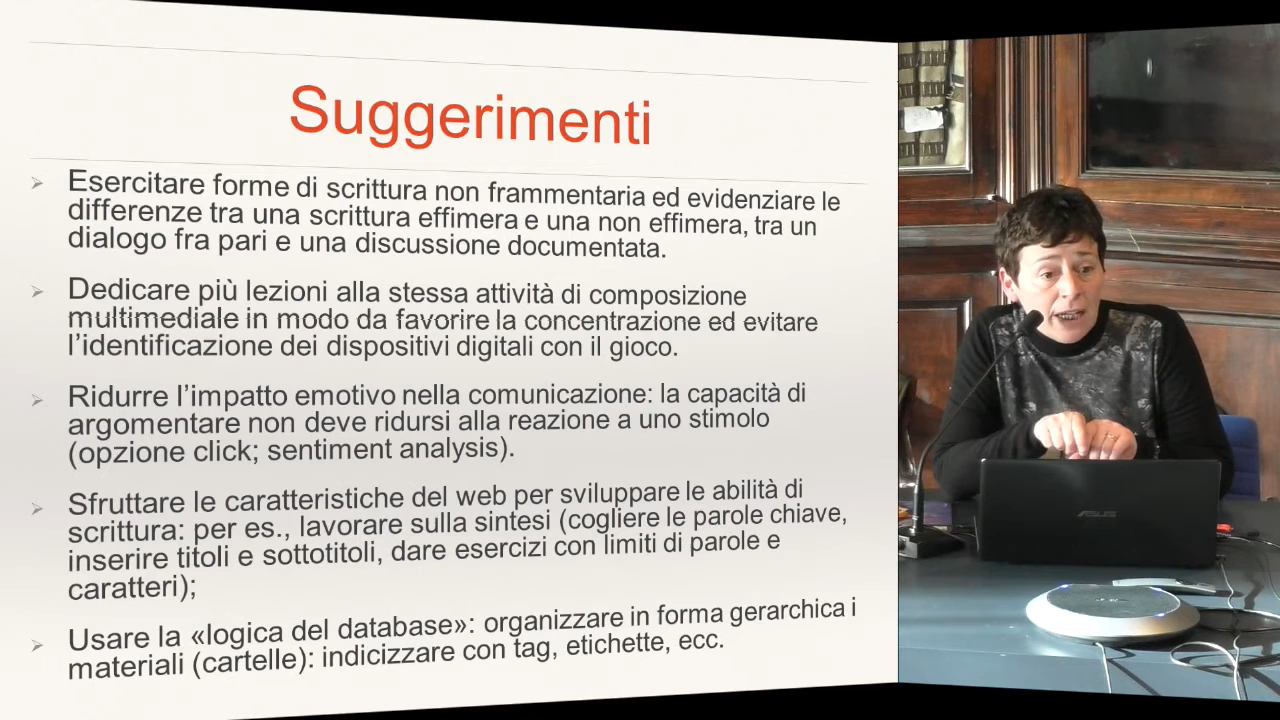 Suggerimenti
Esercitare forme di scrittura non frammentaria ed evidenziare le
differenze tra una scrittura effimera e una non effimera, tra un
dialogo fra pari e una discussione documentata.
Dedicare più lezioni alla stessa attività di composizione
multimediale in modo da favorire la concentrazione ed evitare
l’identificazione dei dispositivi digitali con il gioco.
Ridurre l’impatto emotivo nella comunicazione: la capacità di
argomentare non deve ridursi alla reazione a uno stimolo
(opzione click; sentiment analysis).
Sfruttare le caratteristiche del web per sviluppare le abilità di
scrittura: per es., lavorare sulla sintesi (cogliere le parole chiave,
inserire titoli e sottotitoli, dare esercizi con limiti di parole e
caratteri);
Usare la «logica del database»: organizzare in forma gerarchica i
materiali (cartelle): indicizzare con tag, etichette, ecc.
ASUS